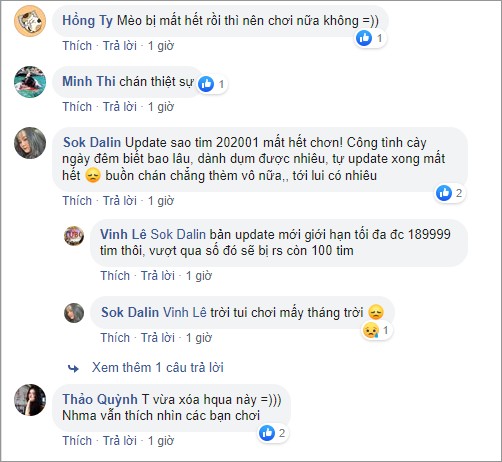 Hồng Ty Mèo bị mất hết rồi thì nên chơi nữa không =))
1
Thích · Trả lời · 1 giờ
Minh Thi chán thiệt sự
1
Thích · Trả lời · 1 giờ
Sok Dalin Update sao tim 202001 mất hết chơn! Công tình cày
ngày đêm biết bao lâu, dành dụm được nhiêu, tự update xong mất
hết 😞 buồn chán chẳng thèm vô nữa,, tới lui có nhiêu
2
Thích · Trả lời · 1 giờ
Vinh Lê Sok Dalin bản update mới giới hạn tối đa đc 189999
tim thôi, vượt qua số đó sẽ bị rs còn 100 tim
Thích · Trả lời · 1 giờ
Sok Dalin Vinh Lê trời tui chơi mấy tháng trời 😞
1
Thích · Trả lời · 1 giờ
Xem thêm 1 câu trả lời
Thảo Quỳnh T vừa xóa hqua này =)))
Nhma vẫn thích nhìn các bạn chơi
2
Thích · Trả lời · 1 giờ